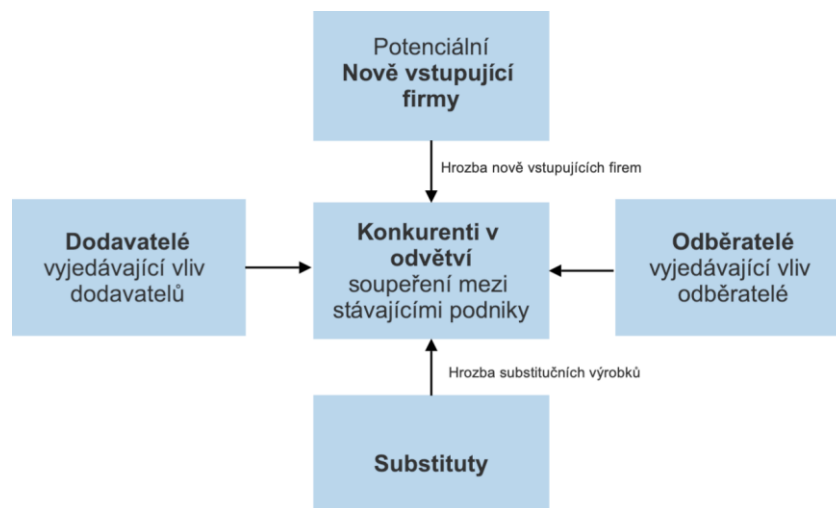 Potenciální
Nově vstupující
firmy
Hrozba nově vstupujících firem
Dodavatelé
vyjedávající vliv
dodavatelů
Konkurenti v
odvětví
soupeření mezi
stávajícími podniky
Odběratelé
vyjedávající vliv
odběratelé
Hrozba substitučních výrobků
Substituty